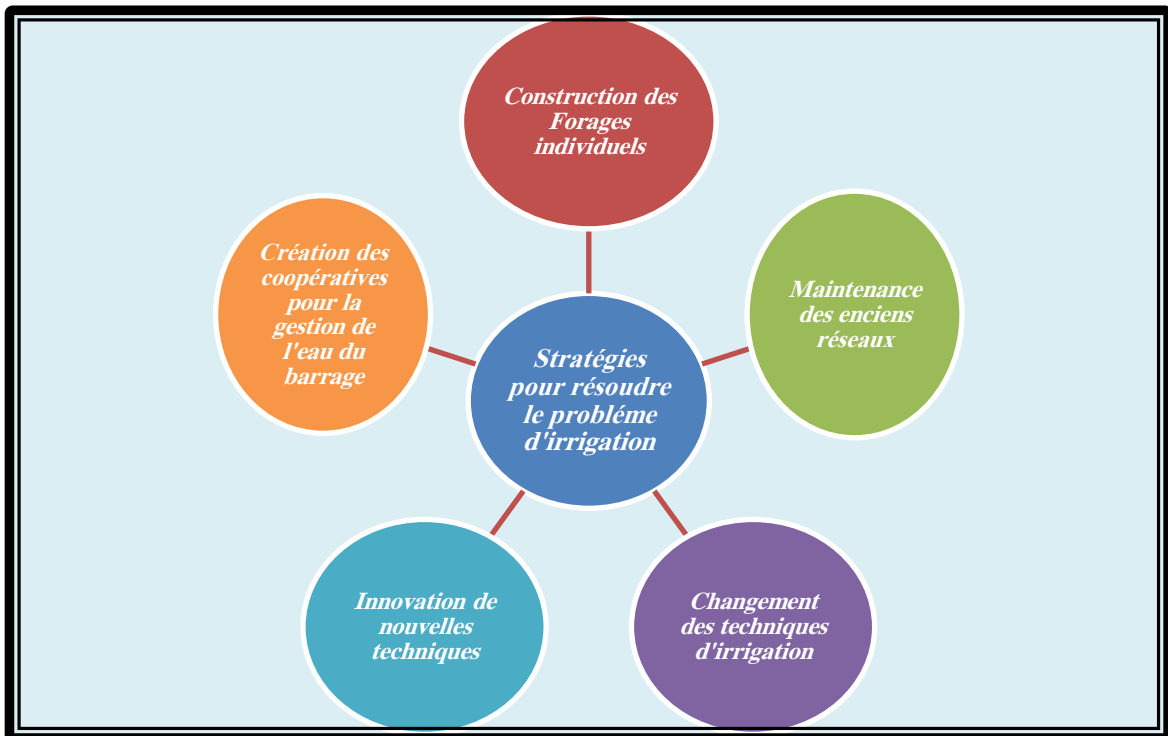 Construction des
Forages
individuels
Création des
coopératives
pour la
gestion de
l'eau du
barrage
Maintenance
des enciens
réseaux
Stratégies
pour résoudre
le probléme
d'irrigation
Innovation de
nouvelles
techniques
Changement
des techniques
d'irrigation